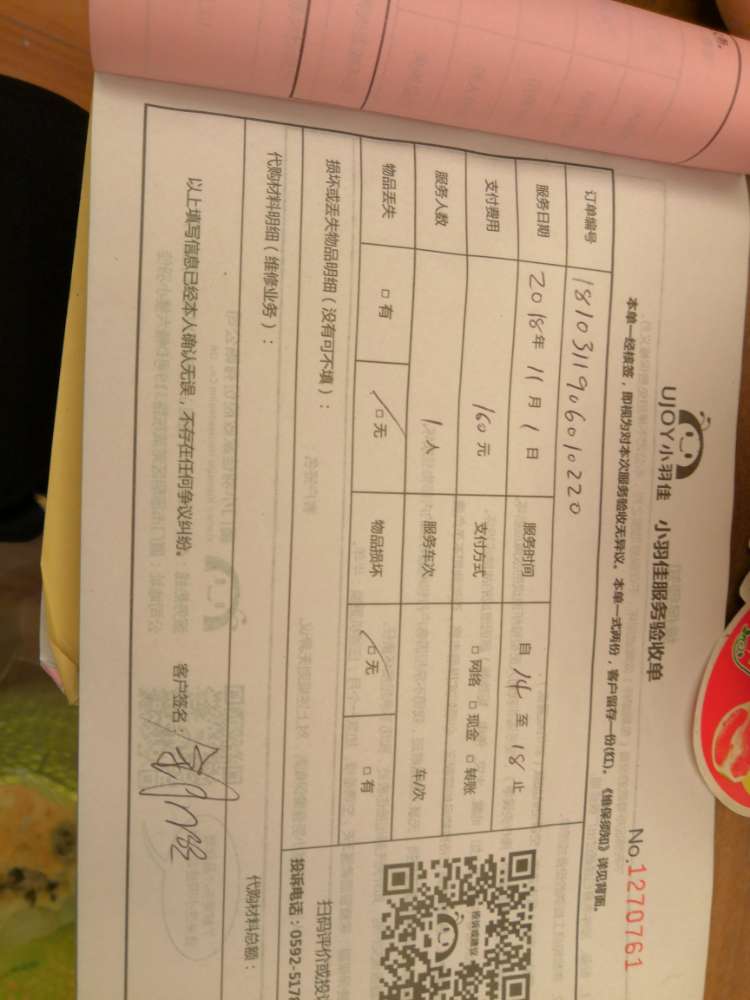 UJOY小羽佳 小羽佳服务验收单
No.1270761
本单一经核签，即视为对本次服务验收无异议。本单一式两份，客户留存一份(红)。《维保须知》详见背面。
订单编号 1810311906010220
服务日期 2018年 11月 1日 服务时间 自 14 至 18 止
支付费用 160元 支付方式 □网络 □现金 □转账
服务人数 1人 服务车次 车/次
物品丢失 □有 □无 物品损坏 □无 □有
损坏或丢失物品明细（没有可不填）：
代购材料明细（维修业务）：
代购材料总额：
以上填写信息已经本人确认无误，不存在任何争议纠纷。 客户签名：
投诉或建议
扫码评价或投
投诉电话：0592-517